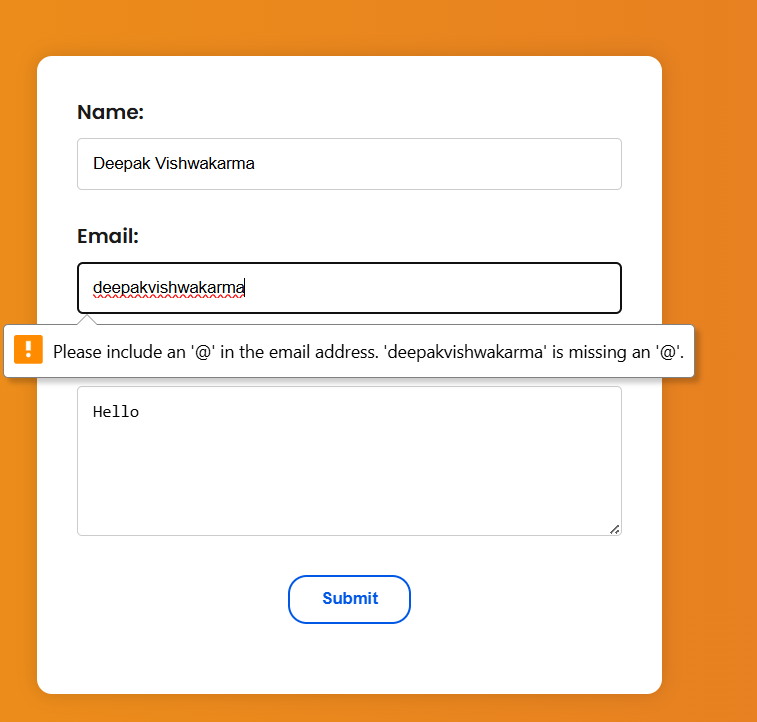 Name:
Deepak Vishwakarma
Email:
deepakvishwakarma
Please include an '@' in the email address. 'deepakvishwakarma' is missing an '@'.
Hello
Submit